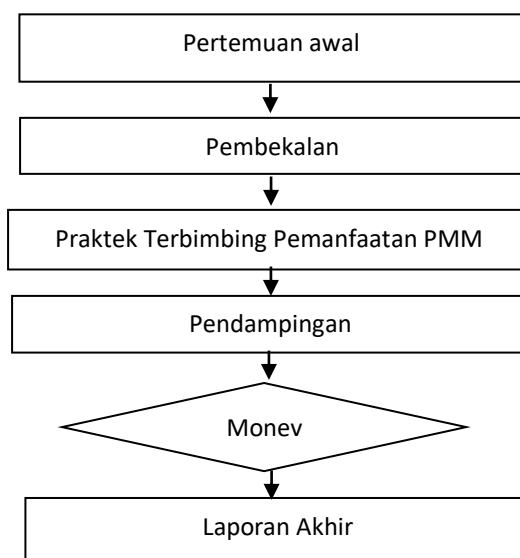 Pertemuan awal
Pembekalan
Praktek Terbimbing Pemanfaatan PMM
Pendampingan
Monev
Laporan Akhir